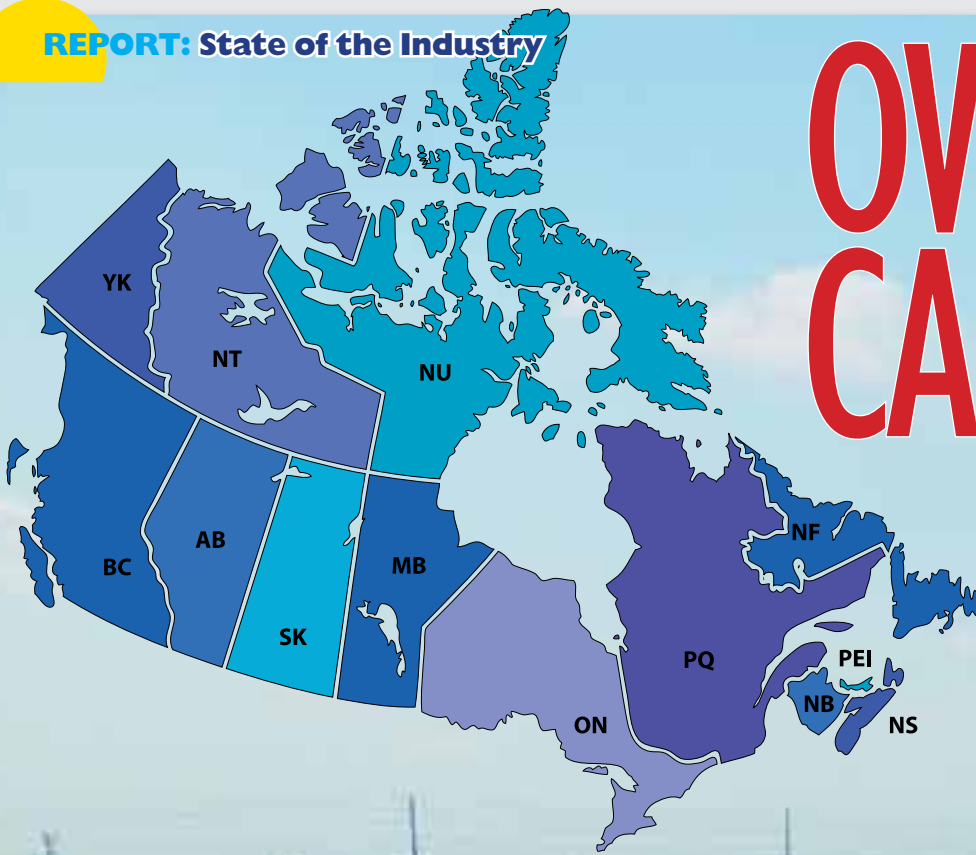 REPORT: State of the Industry
OV
CA
YK
NT
NU
BC
AB
SK
MB
ON
PQ
NF
PEI
NB
NS